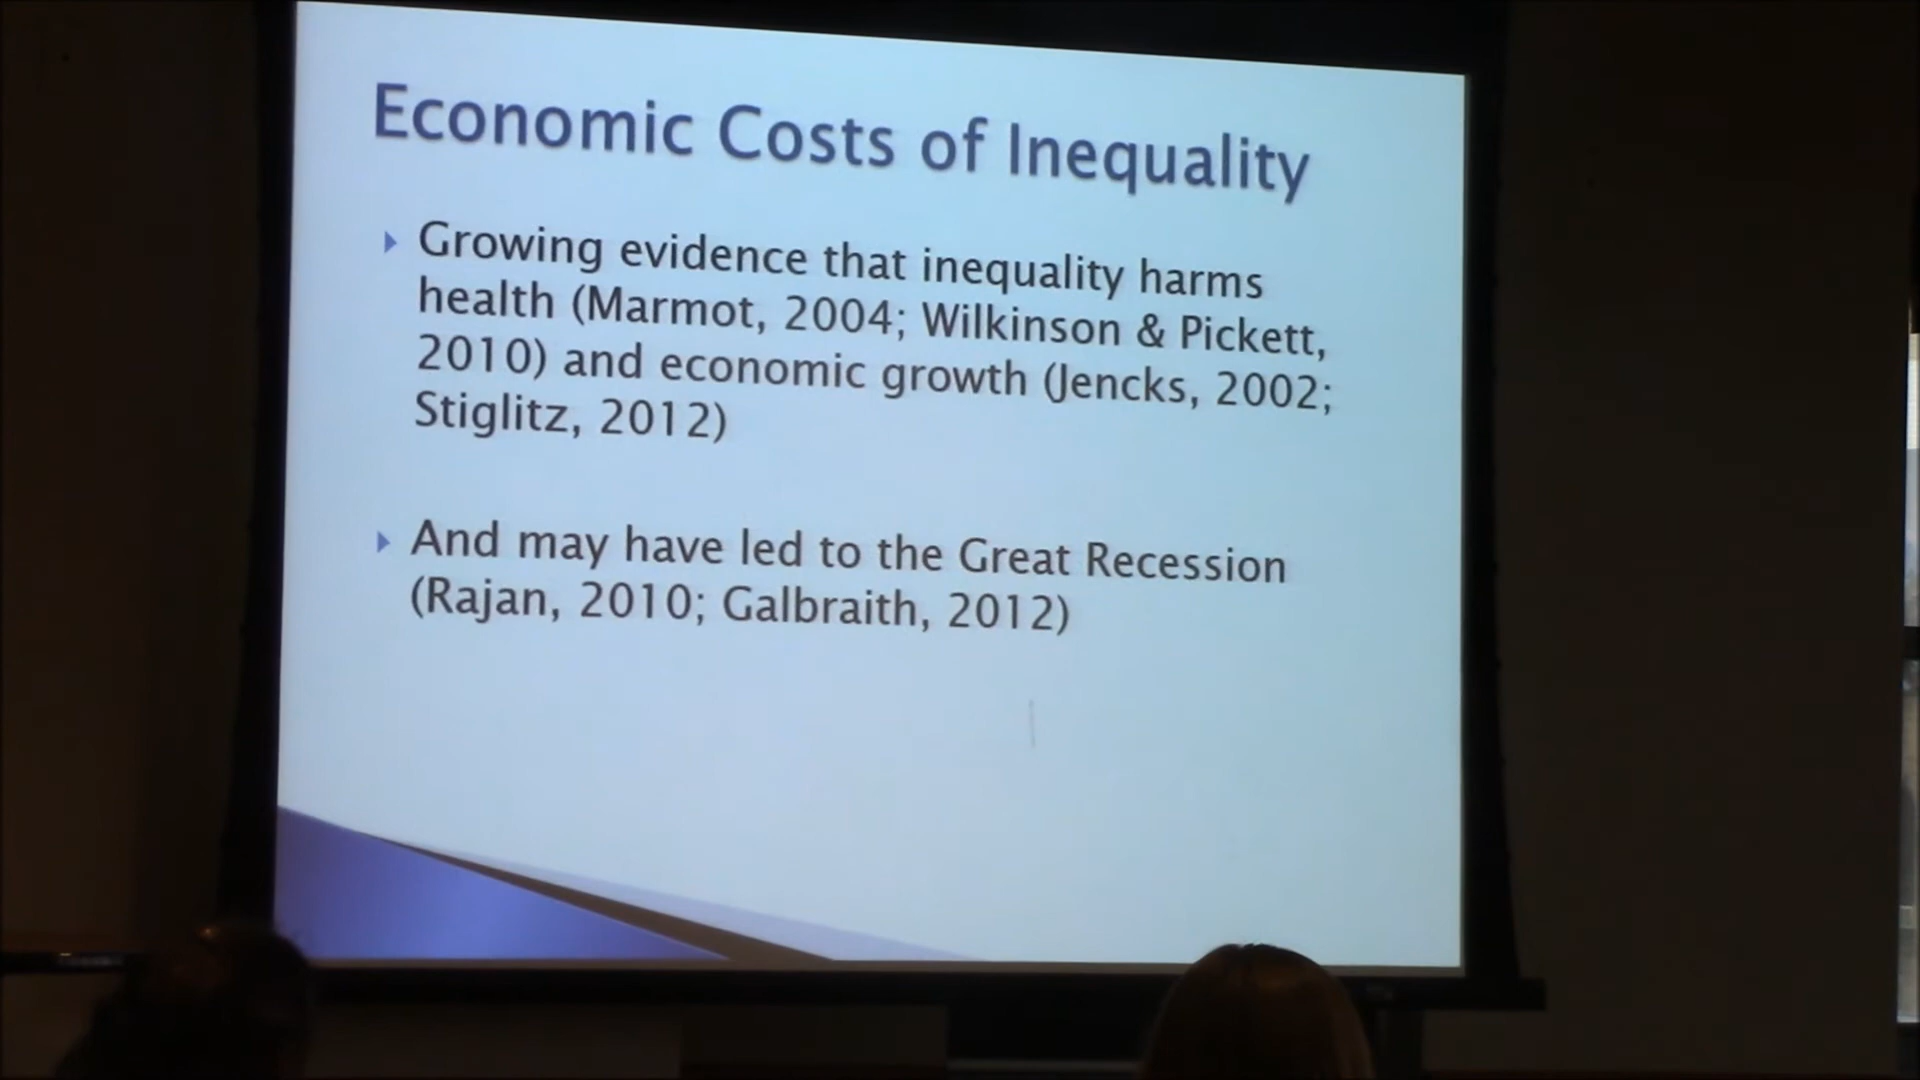 Economic Costs of Inequality
Growing evidence that inequality harms
health (Marmot, 2004; Wilkinson & Pickett,
2010) and economic growth (Jencks, 2002;
Stiglitz, 2012)
And may have led to the Great Recession
(Rajan, 2010; Galbraith, 2012)